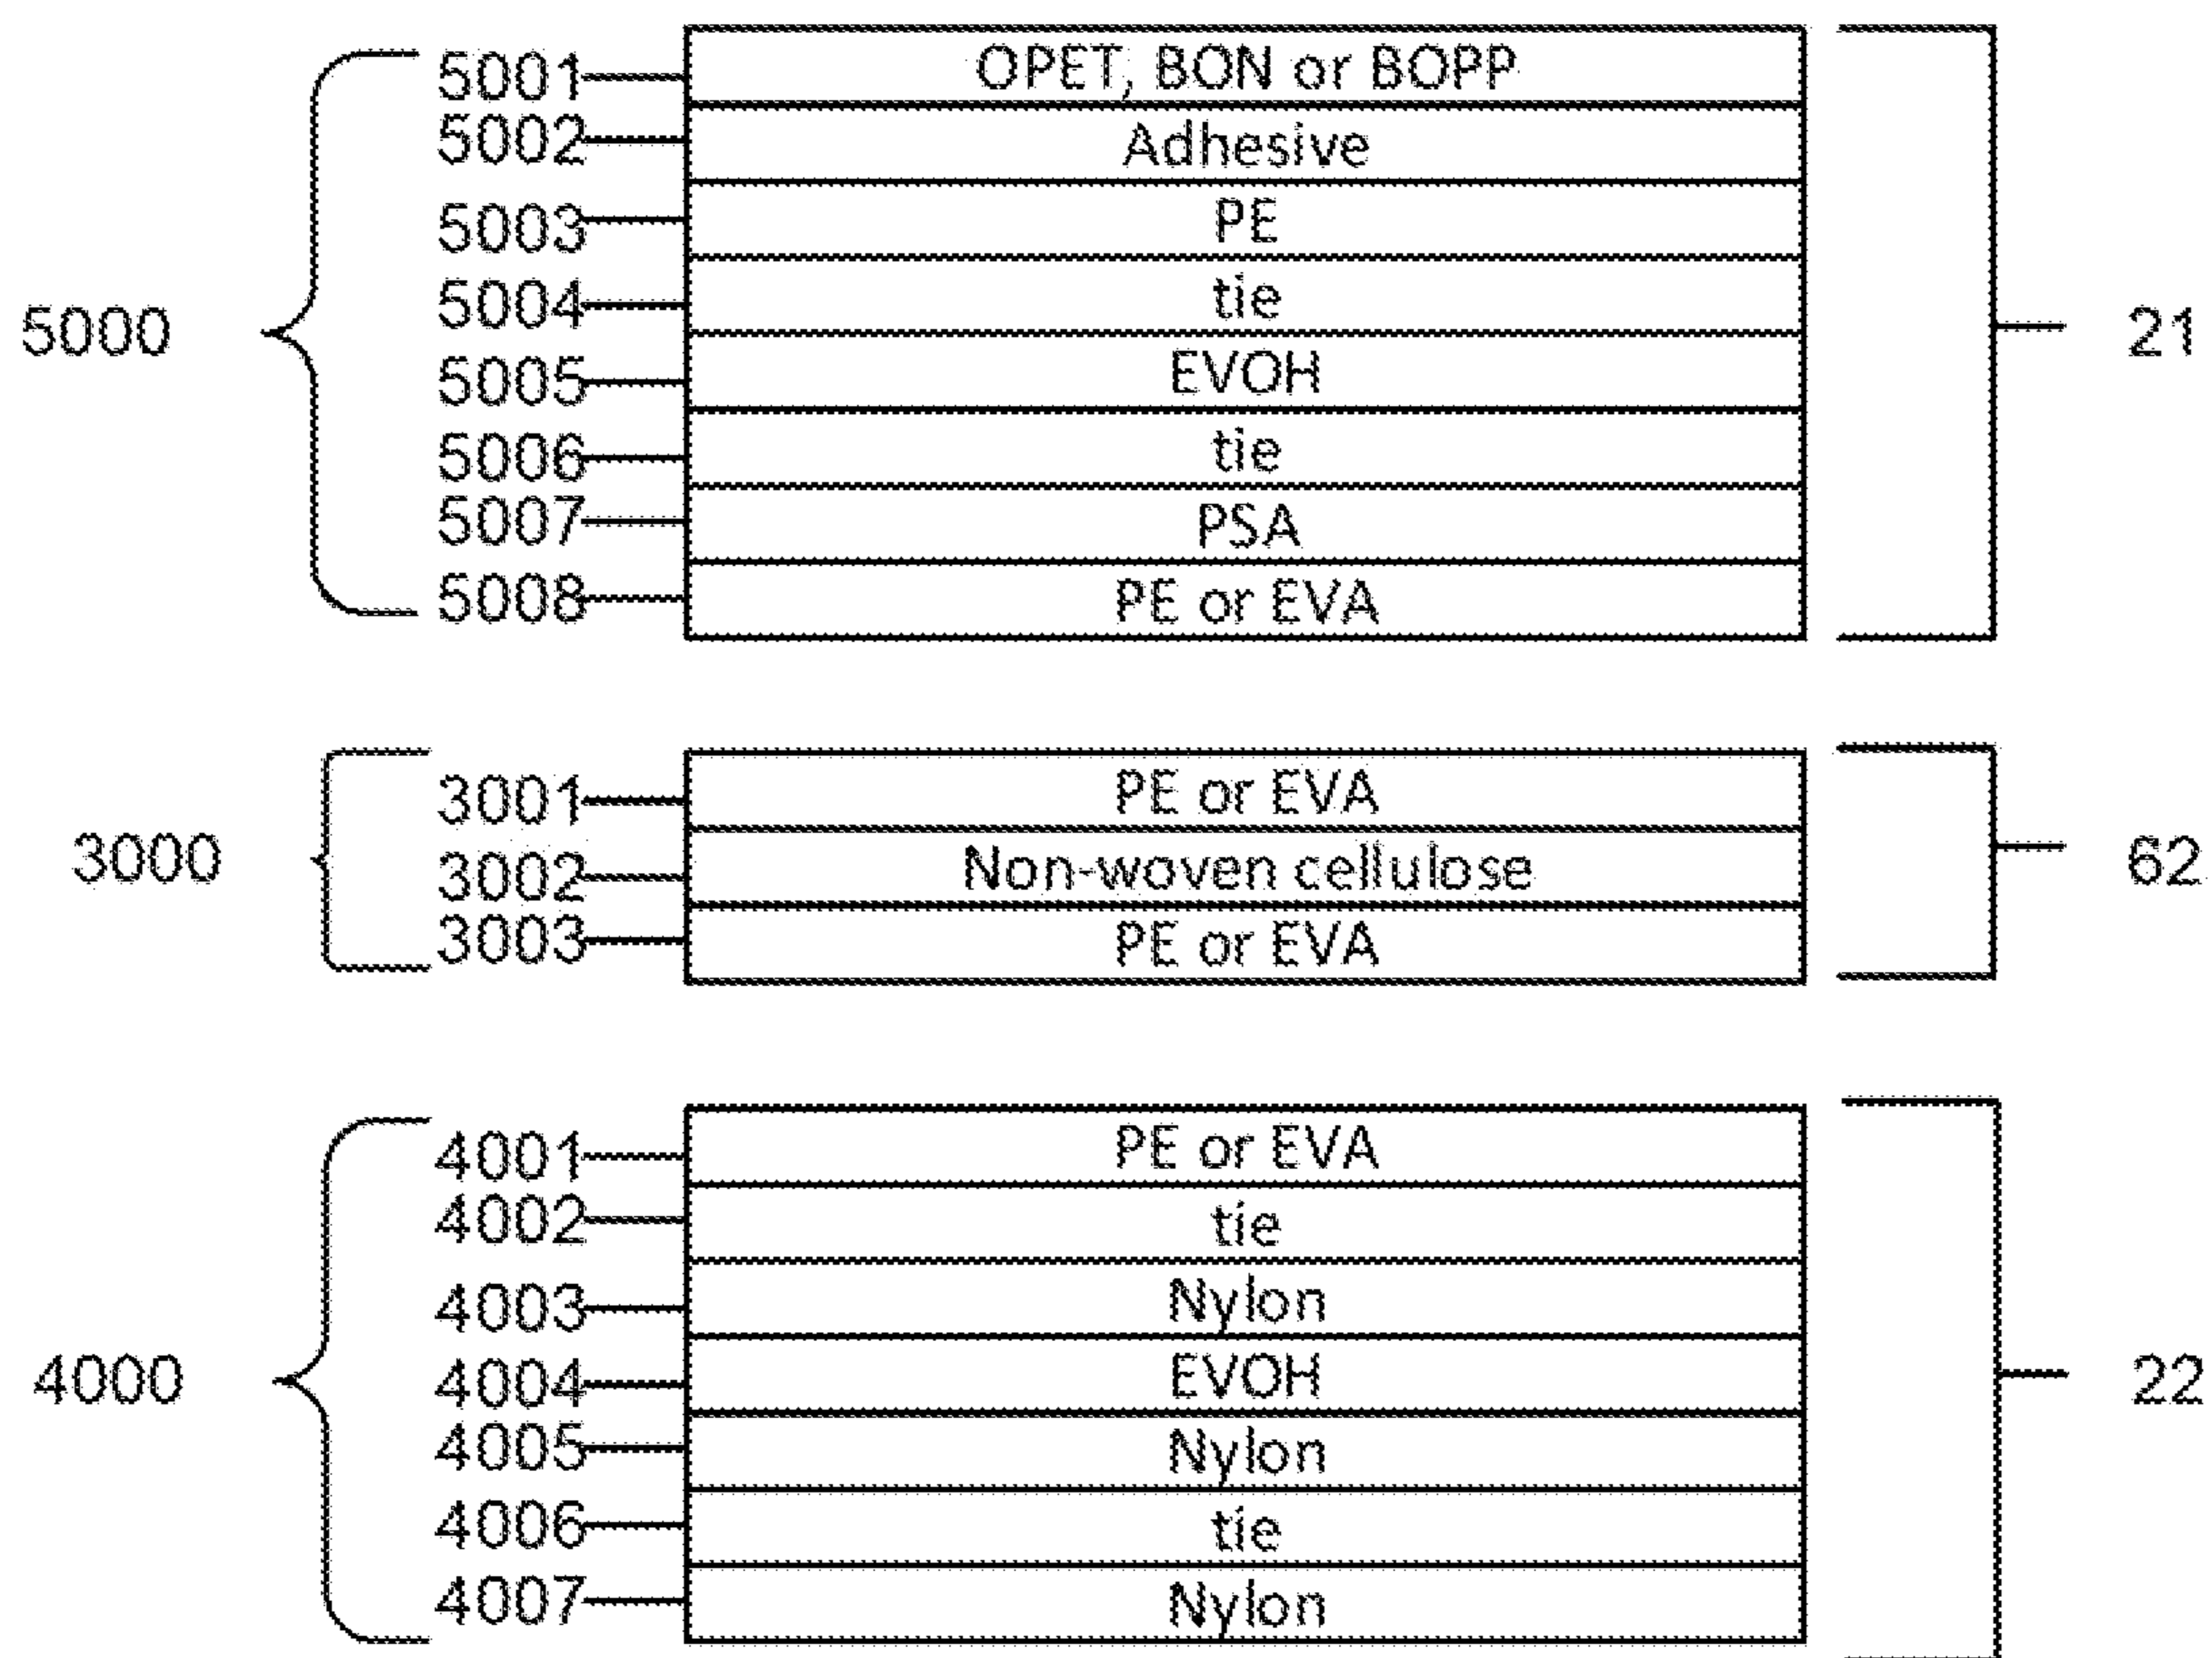 5001 OPET, BON or BOPP
5002 Adhesive
5003 PE
5004 tie
5000 5005 EVOH 21
5006 tie
5007 PSA
5008 PE or EVA
3001 PE or EVA
3000 3002 Non-woven cellulose 62
3003 PE or EVA
4001 PE or EVA
4002 tie
4003 Nylon
4000 4004 EVOH 22
4005 Nylon
4006 tie
4007 Nylon